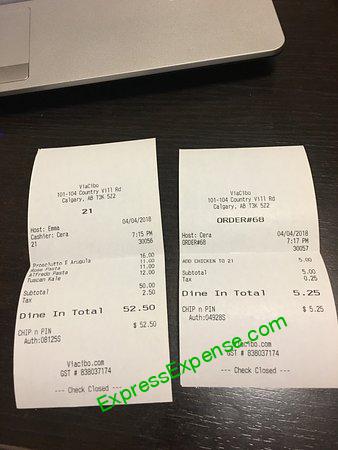 ViaCibo
101-104 Country Vill Rd
Calgary, AB T3K 5Z2
21
Host: Emma 04/04/2018
Cashier: Cera 7:15 PM
21 30056
Prosciutto E Arugula 16.00
Rose Pasta 11.00
Alfredo Pasta 11.00
Tuscan Kale 12.00
Subtotal 50.00
Tax 2.50
Dine In Total 52.50
CHIP n PIN $ 52.50
Auth:08125S
Viacibo.com
GST # 838037174
--- Check Closed ---
ViaCibo
101-104 Country Vill Rd
Calgary, AB T3K 5Z2
ORDER#68
Host: Cera 04/04/2018
ORDER#68 7:17 PM
30057
ADD CHICKEN TO 21 5.00
Subtotal 5.00
Tax 0.25
Dine In Total 5.25
CHIP n PIN $ 5.25
Auth:04928S
Viacibo.com
GST # 838037174
--- Check Closed ---
ExpressExpense.com